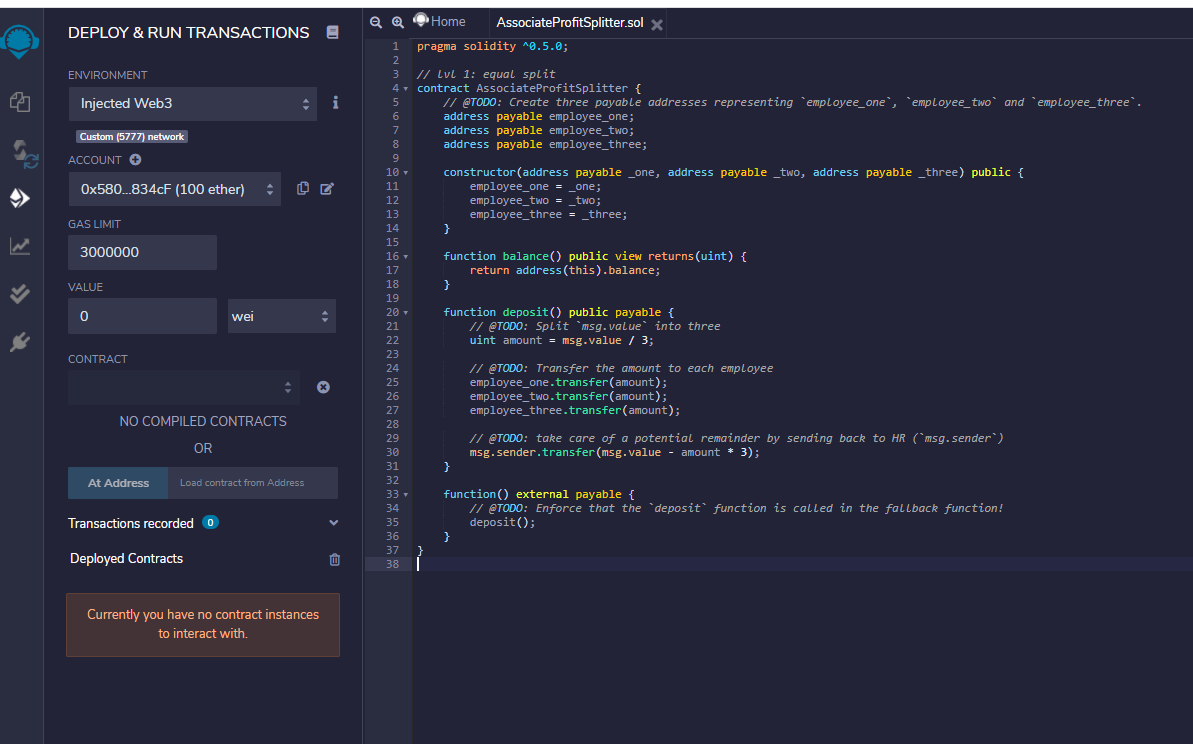 DEPLOY & RUN TRANSACTIONS
ENVIRONMENT
Injected Web3
Custom (5777) network
ACCOUNT
0x580...834cF (100 ether)
GAS LIMIT
3000000
VALUE
0
wei
CONTRACT
NO COMPILED CONTRACTS
OR
At Address
Load contract from Address
Transactions recorded 0
Deployed Contracts
Currently you have no contract instances
to interact with.
Home
AssociateProfitSplitter.sol
1 pragma solidity ^0.5.0;
2
3 // lvl 1: equal split
4 contract AssociateProfitSplitter {
5 // @TODO: Create three payable addresses representing `employee_one`, `employee_two` and `employee_three`.
6 address payable employee_one;
7 address payable employee_two;
8 address payable employee_three;
9
10 constructor(address payable _one, address payable _two, address payable _three) public {
11 employee_one = _one;
12 employee_two = _two;
13 employee_three = _three;
14 }
15
16 function balance() public view returns(uint) {
17 return address(this).balance;
18 }
19
20 function deposit() public payable {
21 // @TODO: Split `msg.value` into three
22 uint amount = msg.value / 3;
23
24 // @TODO: Transfer the amount to each employee
25 employee_one.transfer(amount);
26 employee_two.transfer(amount);
27 employee_three.transfer(amount);
28
29 // @TODO: take care of a potential remainder by sending back to HR (`msg.sender`)
30 msg.sender.transfer(msg.value - amount * 3);
31 }
32
33 function() external payable {
34 // @TODO: Enforce that the `deposit` function is called in the fallback function!
35 deposit();
36 }
37 }
38